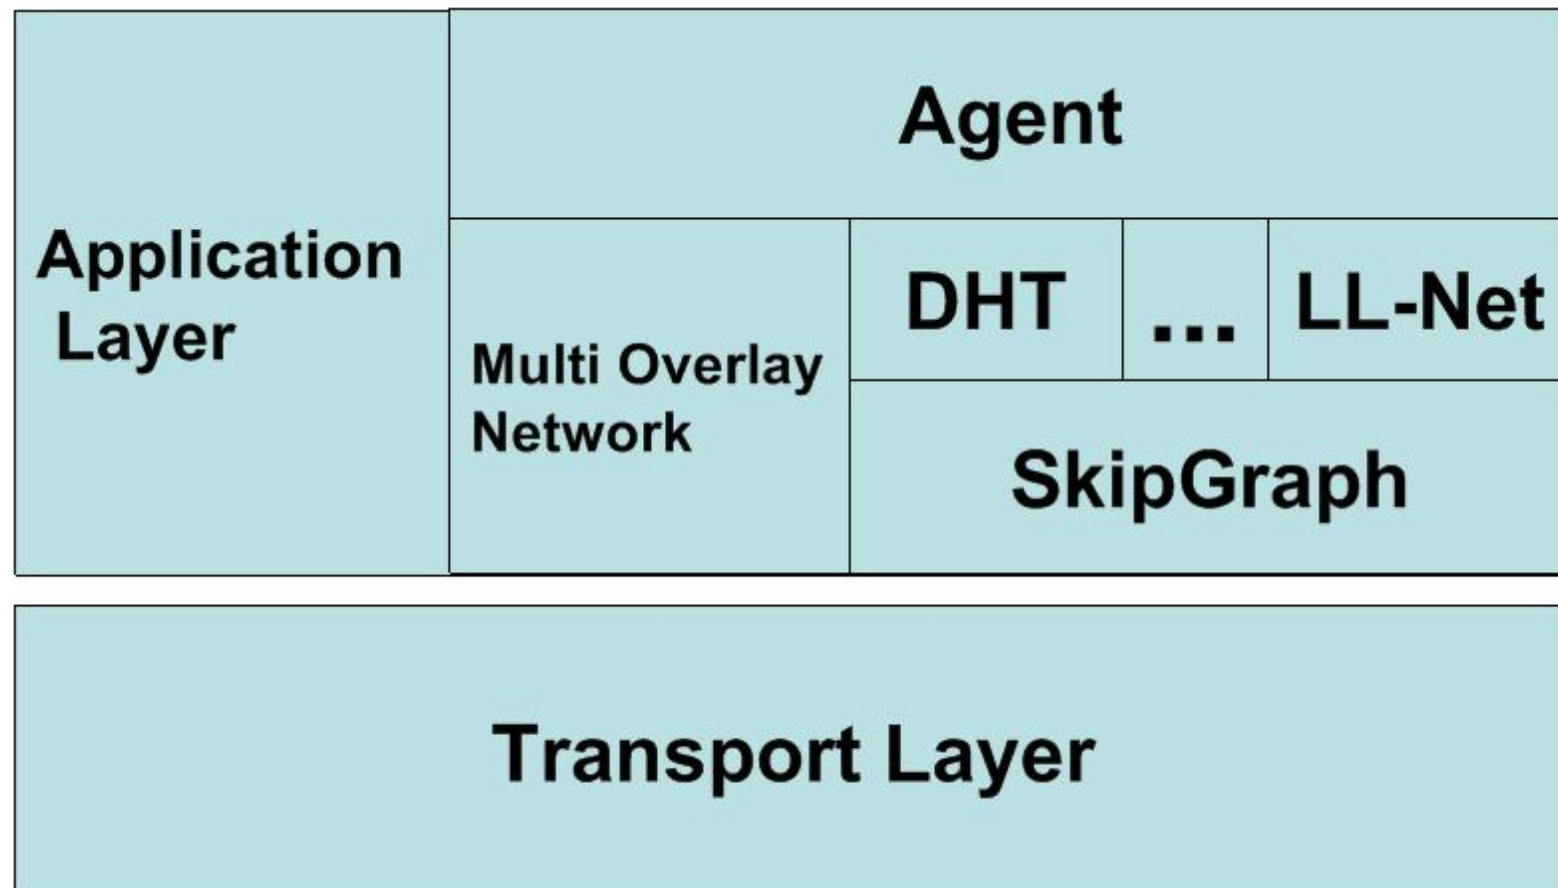 Agent
Application
Layer
DHT
...
LL-Net
Multi Overlay
Network
SkipGraph
Transport Layer